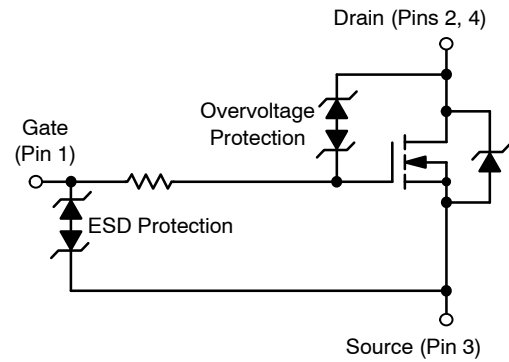 Drain (Pins 2, 4)
Overvoltage
Protection
Gate
(Pin 1)
ESD Protection
Source (Pin 3)